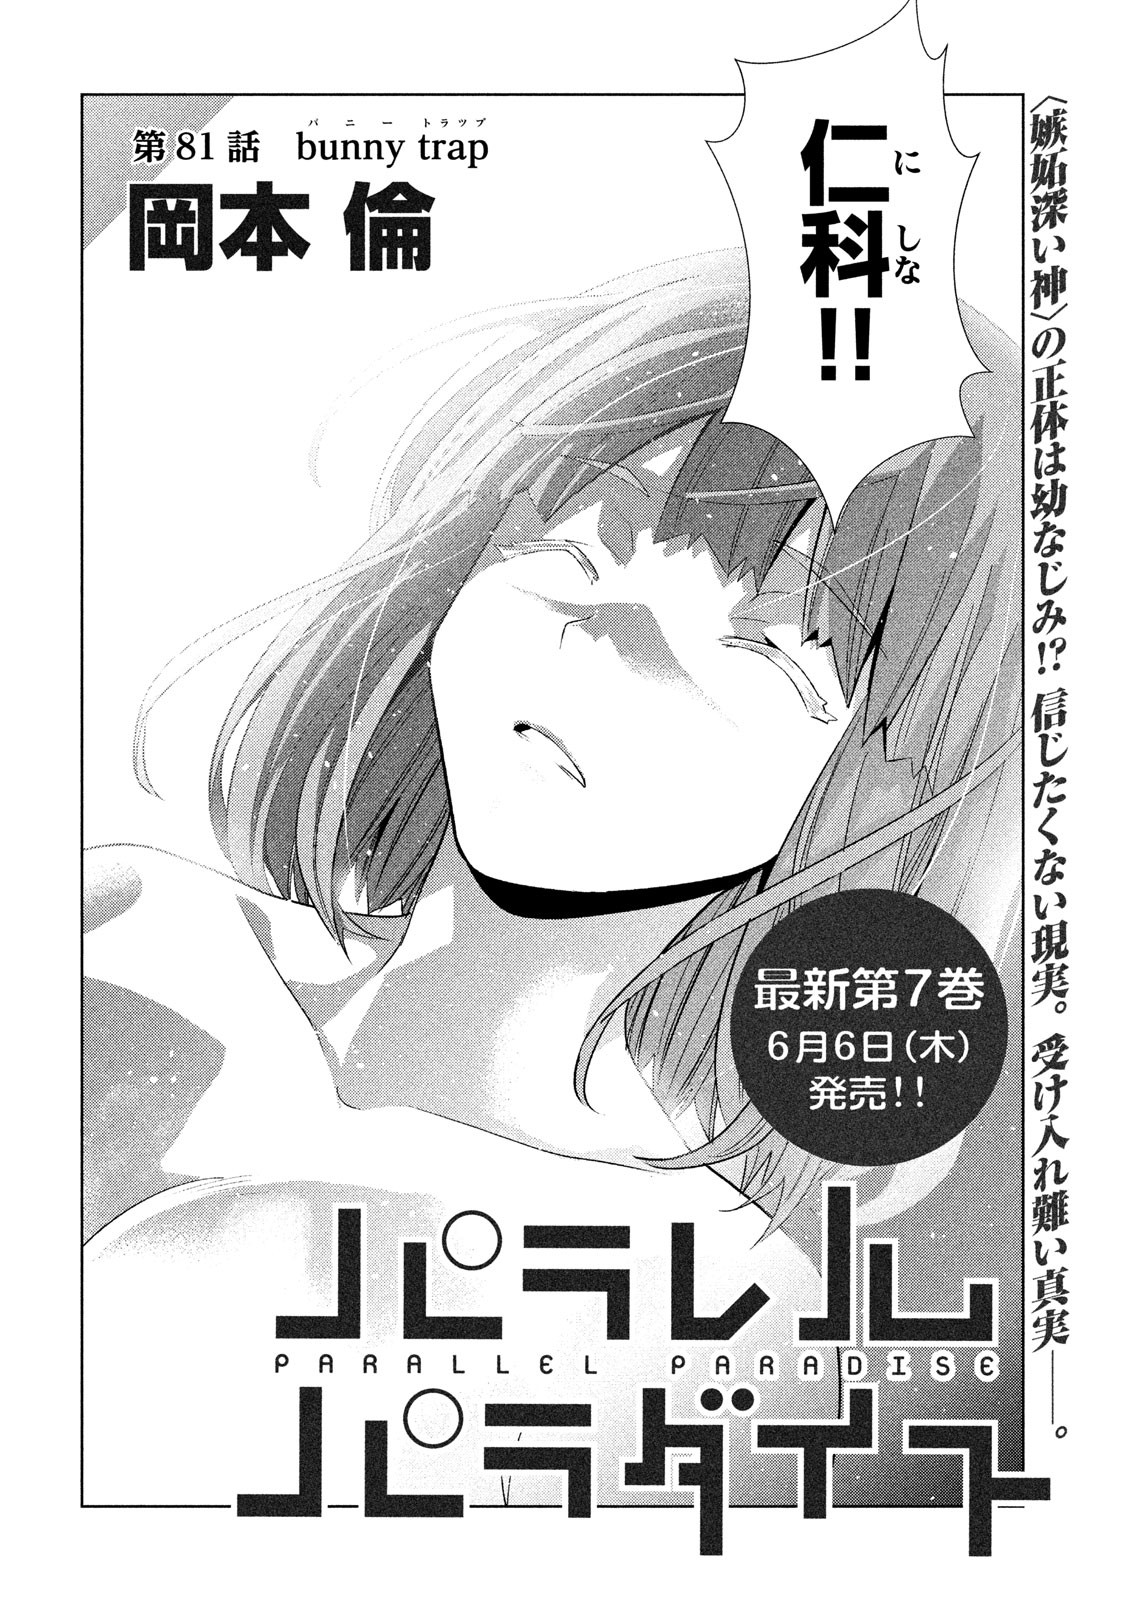 〈嫉妬深い神〉の正体は幼なじみ!? 信じたくない現実。受け入れ難い真実──。
仁科!!
にしな
バニートラップ
第81話 bunny trap
岡本 倫
最新第7巻
6月6日(木)
発売!!
パラレル
PARALLEL PARADISE
パラダイス